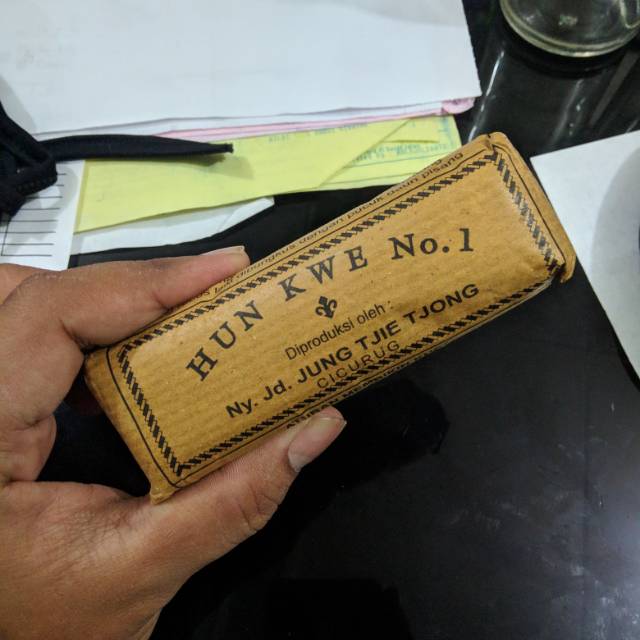 HUN KWE No.1
Diproduksi oleh :
Ny. Jd. JUNG TJIE TJONG
CICURUG